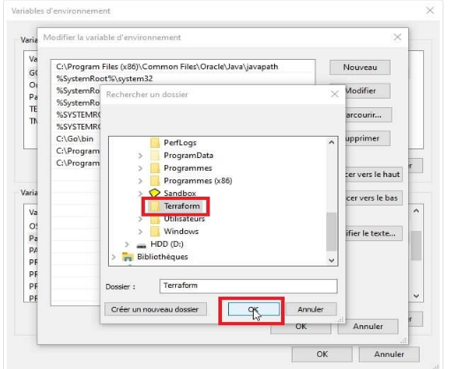 Variables d'environnement
Modifier la variable d'environnement
C:\Program Files (x86)\Common Files\Oracle\Java\javapath
%SystemRoot%\system32
%SystemRo
%SystemRo
%SYSTEMRO
%SYSTEMRO
C:\Go\bin
C:\Program
C:\Program
Nouveau
Modifier
arcourir...
upprimer
cer vers le haut
cer vers le bas
ifier le texte...
Rechercher un dossier
PerfLogs
ProgramData
Programmes
Programmes (x86)
Sandbox
Terraform
Utilisateurs
Windows
HDD (D:)
Bibliothèques
Dossier :
Terraform
Créer un nouveau dossier
OK
Annuler
OK
Annuler
OK
Annuler